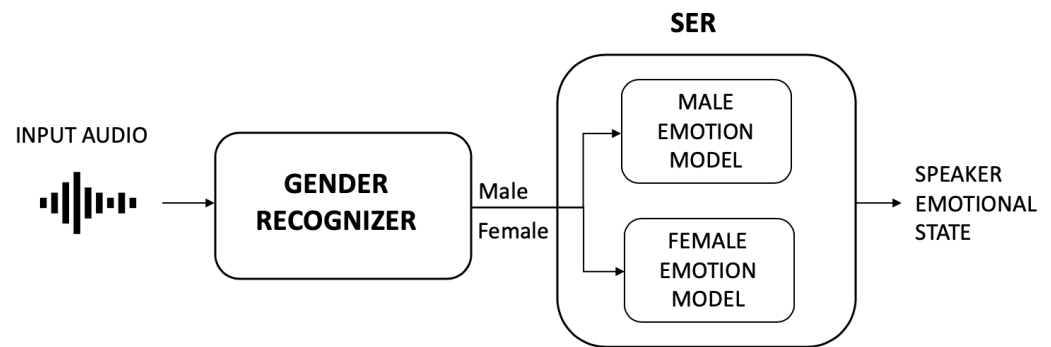 SER
INPUT AUDIO
GENDER
RECOGNIZER
Male
Female
MALE
EMOTION
MODEL
FEMALE
EMOTION
MODEL
SPEAKER
EMOTIONAL
STATE